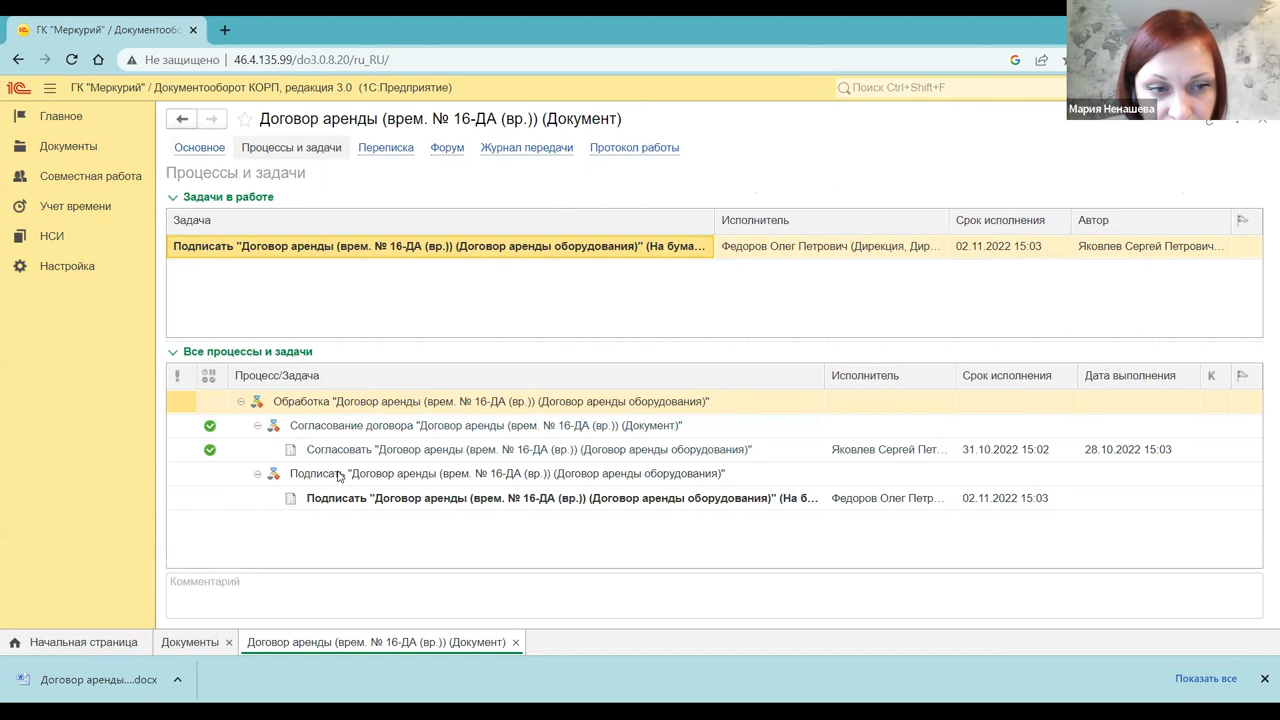 ГК "Меркурий" / Документообо
Не защищено 46.4.135.99/do3.0.8.20/ru_RU/
Мария Ненашева
1С ГК "Меркурий" / Документооборот КОРП, редакция 3.0 (1С:Предприятие) Поиск Ctrl+Shift+F
Главное
Документы
Совместная работа
Учет времени
НСИ
Настройка
Договор аренды (врем. № 16-ДА (вр.)) (Документ)
Основное Процессы и задачи Переписка Форум Журнал передачи Протокол работы
Процессы и задачи
Задачи в работе
Задача Исполнитель Срок исполнения Автор
Подписать "Договор аренды (врем. № 16-ДА (вр.)) (Договор аренды оборудования)" (На бума... Федоров Олег Петрович (Дирекция, Дир... 02.11.2022 15:03 Яковлев Сергей Петрович...
Все процессы и задачи
Процесс/Задача Исполнитель Срок исполнения Дата выполнения К
Обработка "Договор аренды (врем. № 16-ДА (вр.)) (Договор аренды оборудования)"
Согласование договора "Договор аренды (врем. № 16-ДА (вр.)) (Документ)"
Согласовать "Договор аренды (врем. № 16-ДА (вр.)) (Договор аренды оборудования)" Яковлев Сергей Пет... 31.10.2022 15:02 28.10.2022 15:03
Подписать "Договор аренды (врем. № 16-ДА (вр.)) (Договор аренды оборудования)"
Подписать "Договор аренды (врем. № 16-ДА (вр.)) (Договор аренды оборудования)" (На б... Федоров Олег Петр... 02.11.2022 15:03
Комментарий
Начальная страница Документы Договор аренды (врем. № 16-ДА (вр.)) (Документ)
Договор аренды....docx Показать все